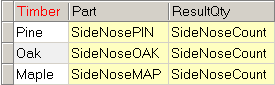 Timber Part ResultQty
Pine SideNosePIN SideNoseCount
Oak SideNoseOAK SideNoseCount
Maple SideNoseMAP SideNoseCount